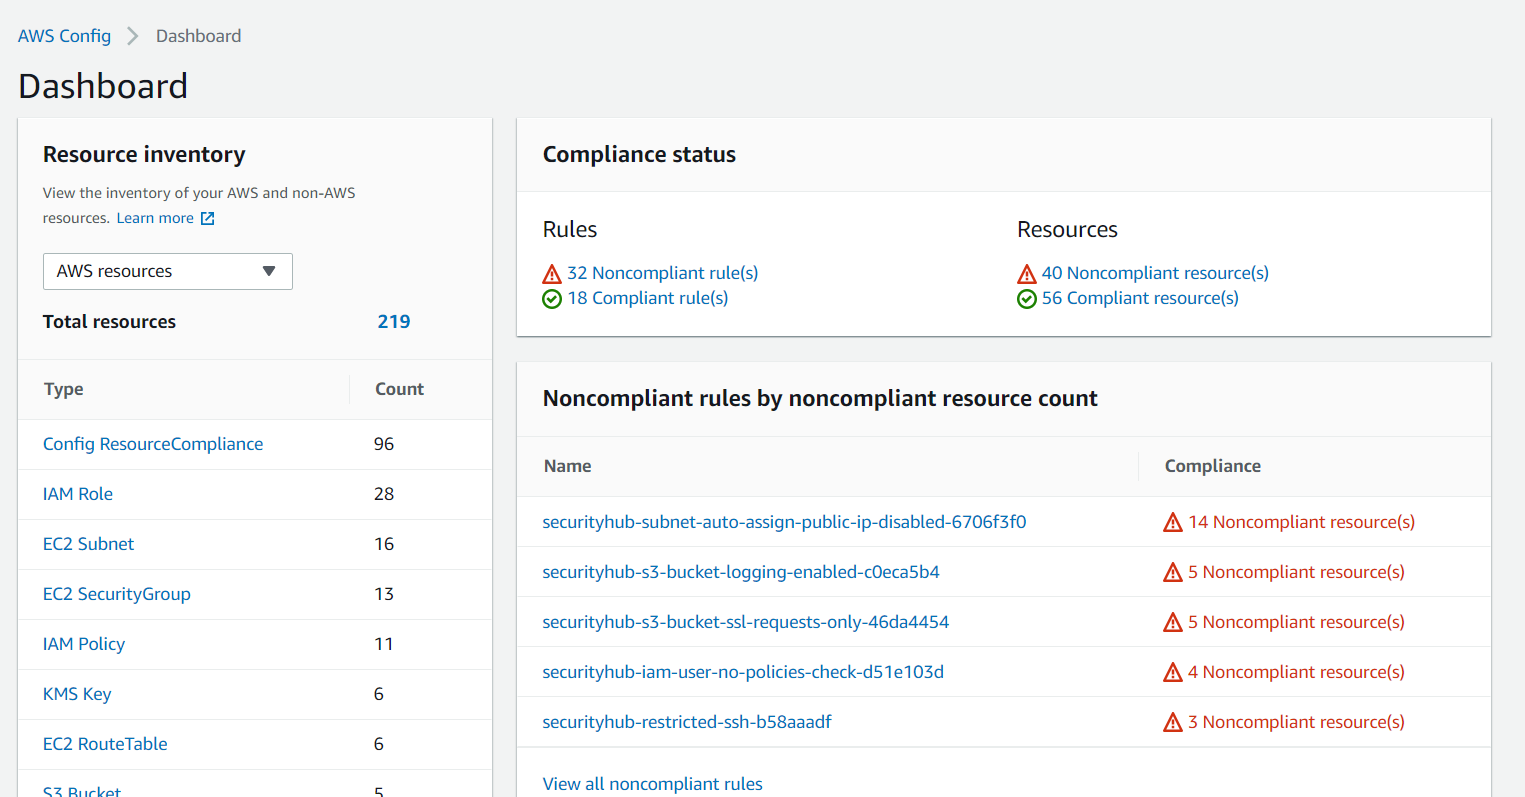 AWS Config > Dashboard
Dashboard
Resource inventory
View the inventory of your AWS and non-AWS
resources. Learn more
AWS resources
Total resources 219
Type Count
Config ResourceCompliance 96
IAM Role 28
EC2 Subnet 16
EC2 SecurityGroup 13
IAM Policy 11
KMS Key 6
EC2 RouteTable 6
S3 Bucket 5
Compliance status
Rules
32 Noncompliant rule(s)
18 Compliant rule(s)
Resources
40 Noncompliant resource(s)
56 Compliant resource(s)
Noncompliant rules by noncompliant resource count
Name Compliance
securityhub-subnet-auto-assign-public-ip-disabled-6706f3f0 14 Noncompliant resource(s)
securityhub-s3-bucket-logging-enabled-c0eca5b4 5 Noncompliant resource(s)
securityhub-s3-bucket-ssl-requests-only-46da4454 5 Noncompliant resource(s)
securityhub-iam-user-no-policies-check-d51e103d 4 Noncompliant resource(s)
securityhub-restricted-ssh-b58aaadf 3 Noncompliant resource(s)
View all noncompliant rules